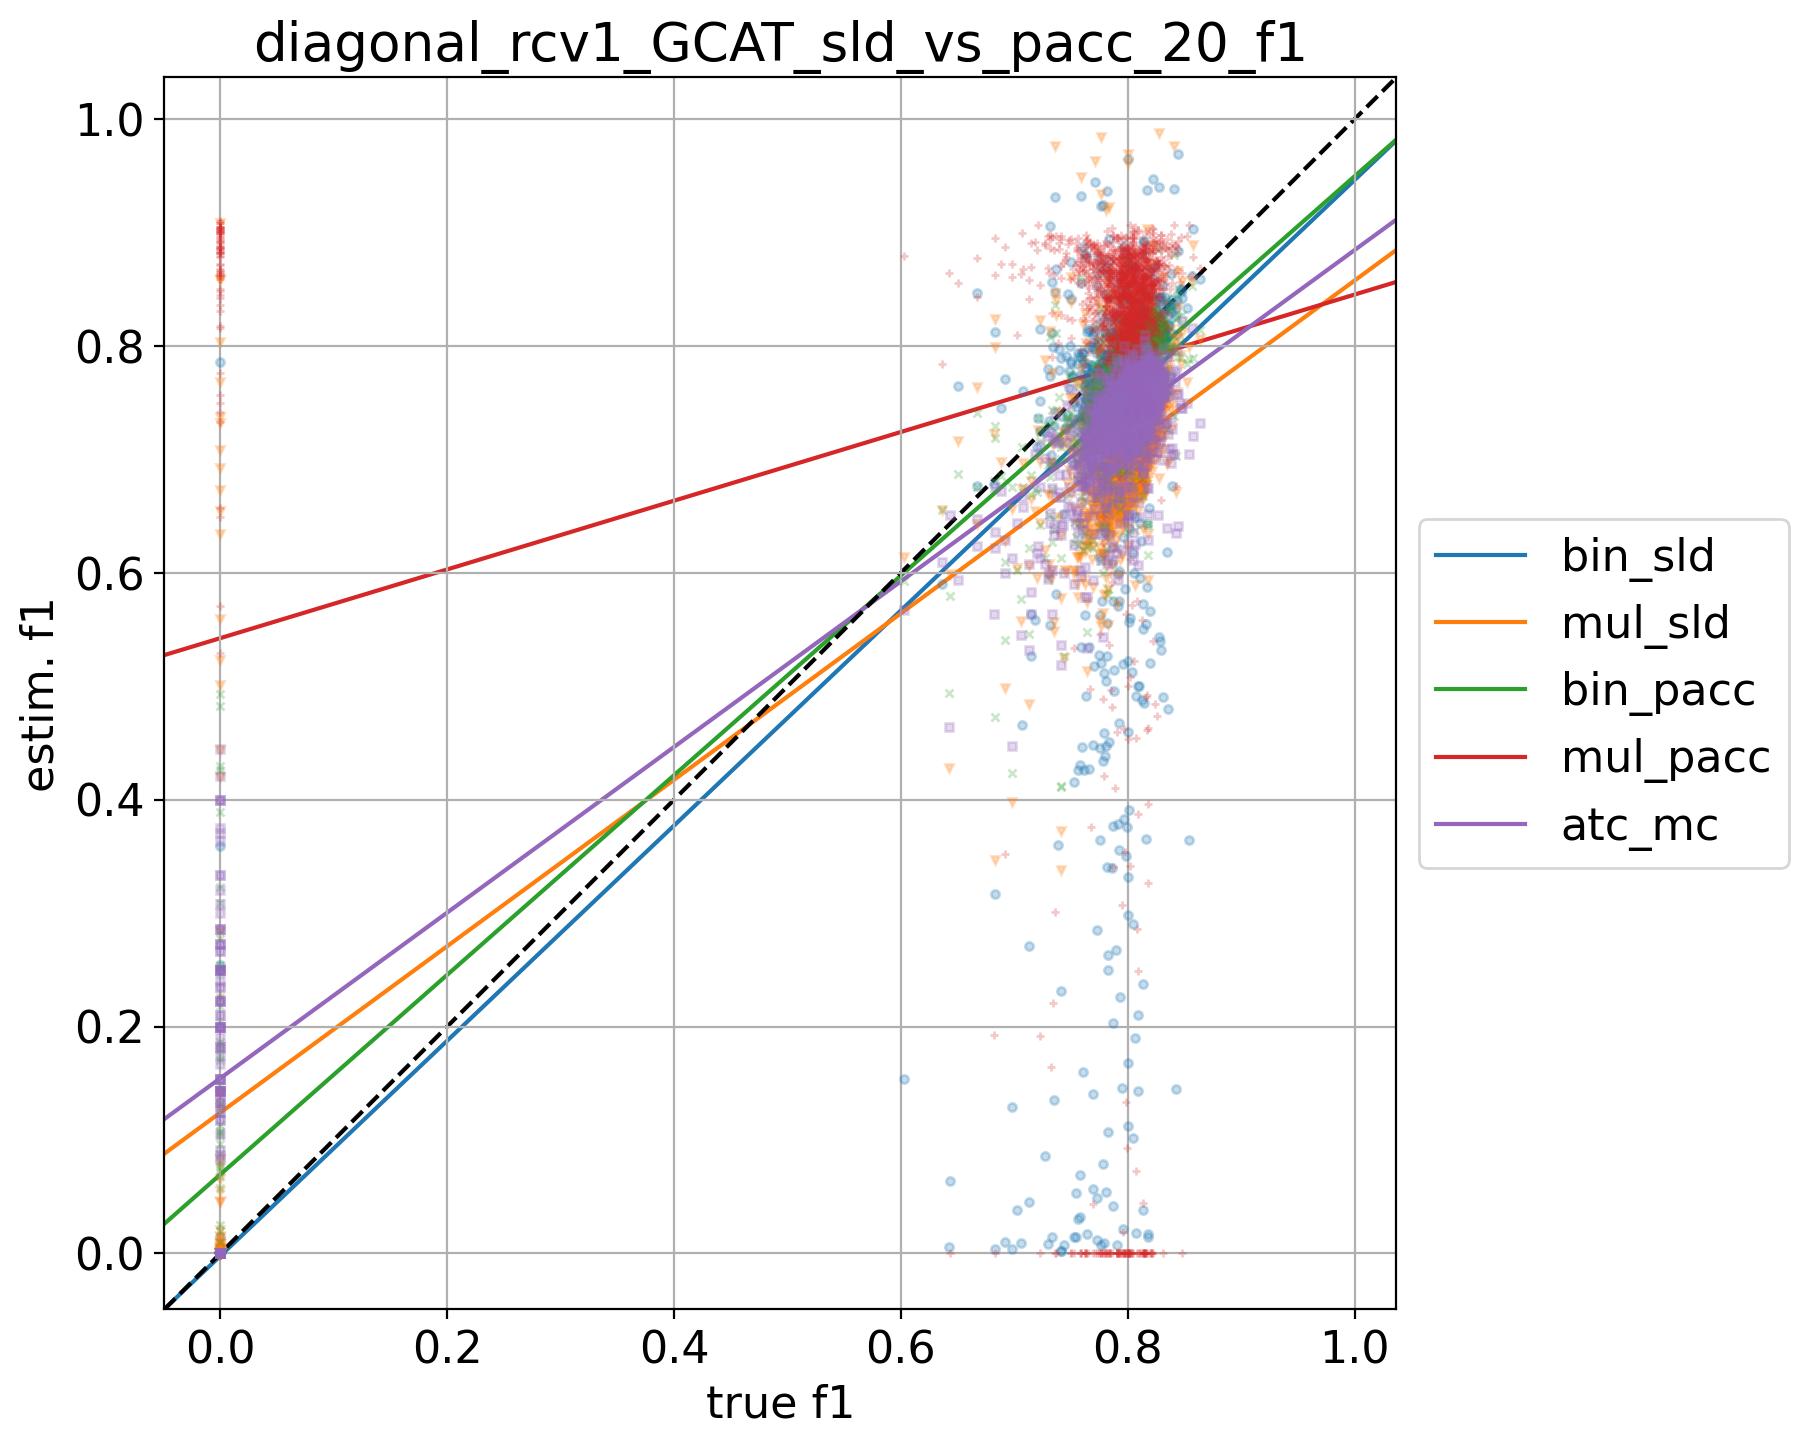 diagonal_rcv1_GCAT_sld_vs_pacc_20_f1
estim. f1
1.0
0.8
0.6
0.4
0.2
0.0
0.0 0.2 0.4 0.6 0.8 1.0
true f1
bin_sld
mul_sld
bin_pacc
mul_pacc
atc_mc